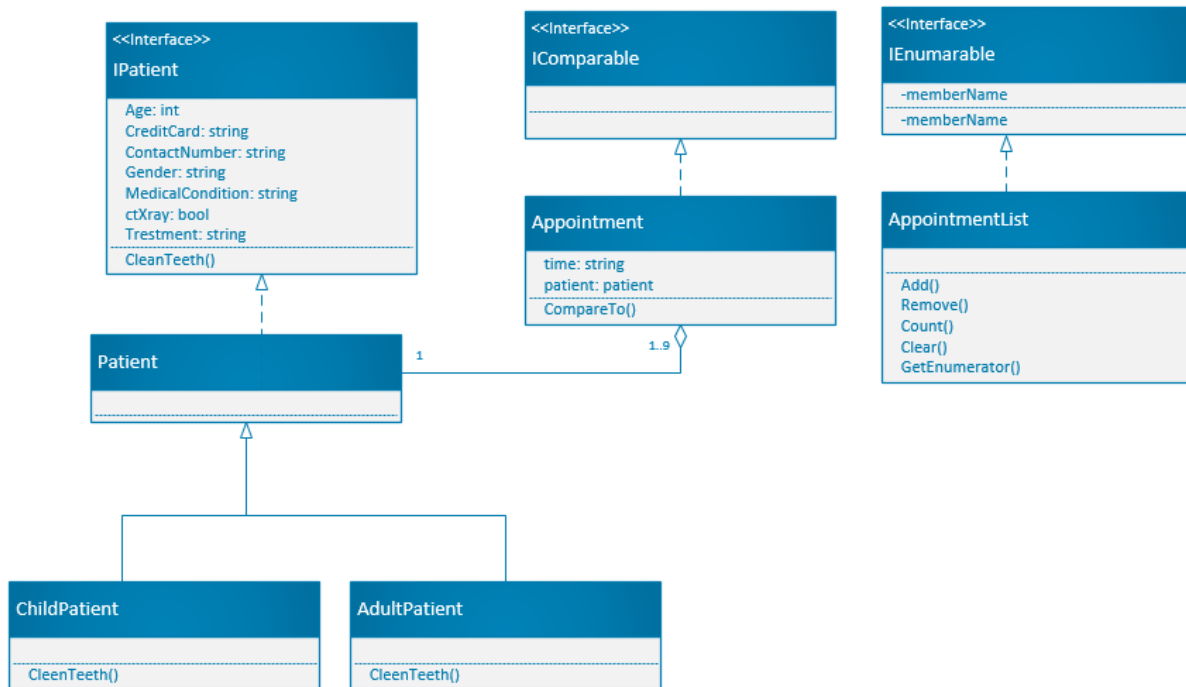 <<Interface>>
IPatient
Age: int
CreditCard: string
ContactNumber: string
Gender: string
MedicalCondition: string
ctXray: bool
Trestment: string
CleanTeeth()
<<Interface>>
IComparable
<<Interface>>
IEnumarable
-memberName
-memberName
Appointment
time: string
patient: patient
CompareTo()
AppointmentList
Add()
Remove()
Count()
Clear()
GetEnumerator()
Patient
1
1..9
ChildPatient
CleenTeeth()
AdultPatient
CleenTeeth()